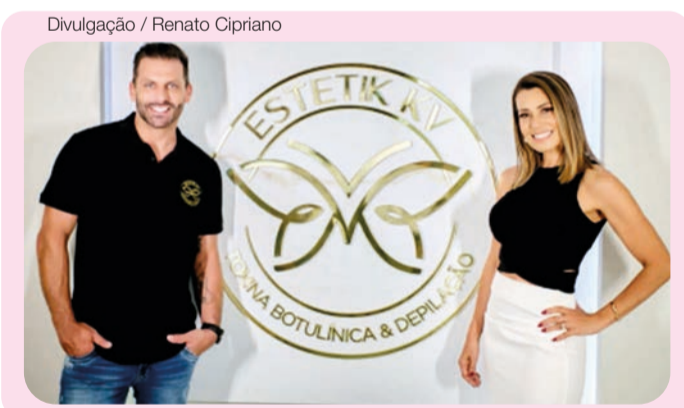 Divulgação / Renato Cipriano
ESTETIK KV
TOXINA BOTULÍNICA & DEPILAÇÃO